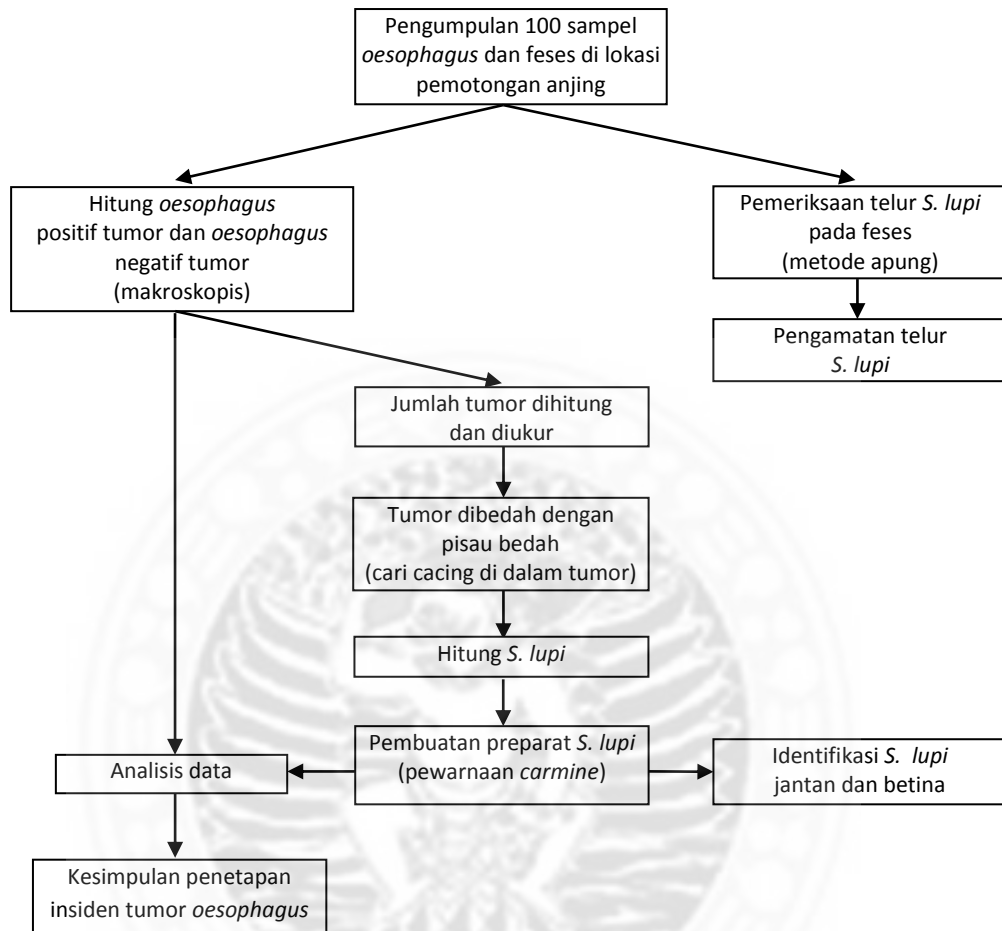 Pengumpulan 100 sampel
oesophagus dan feses di lokasi
pemotongan anjing
Hitung oesophagus
positif tumor dan oesophagus
negatif tumor
(makroskopis)
Pemeriksaan telur S. lupi
pada feses
(metode apung)
Pengamatan telur
S. lupi
Jumlah tumor dihitung
dan diukur
Tumor dibedah dengan
pisau bedah
(cari cacing di dalam tumor)
Hitung S. lupi
Pembuatan preparat S. lupi
(pewarnaan carmine)
Analisis data
Identifikasi S. lupi
jantan dan betina
Kesimpulan penetapan
insiden tumor oesophagus